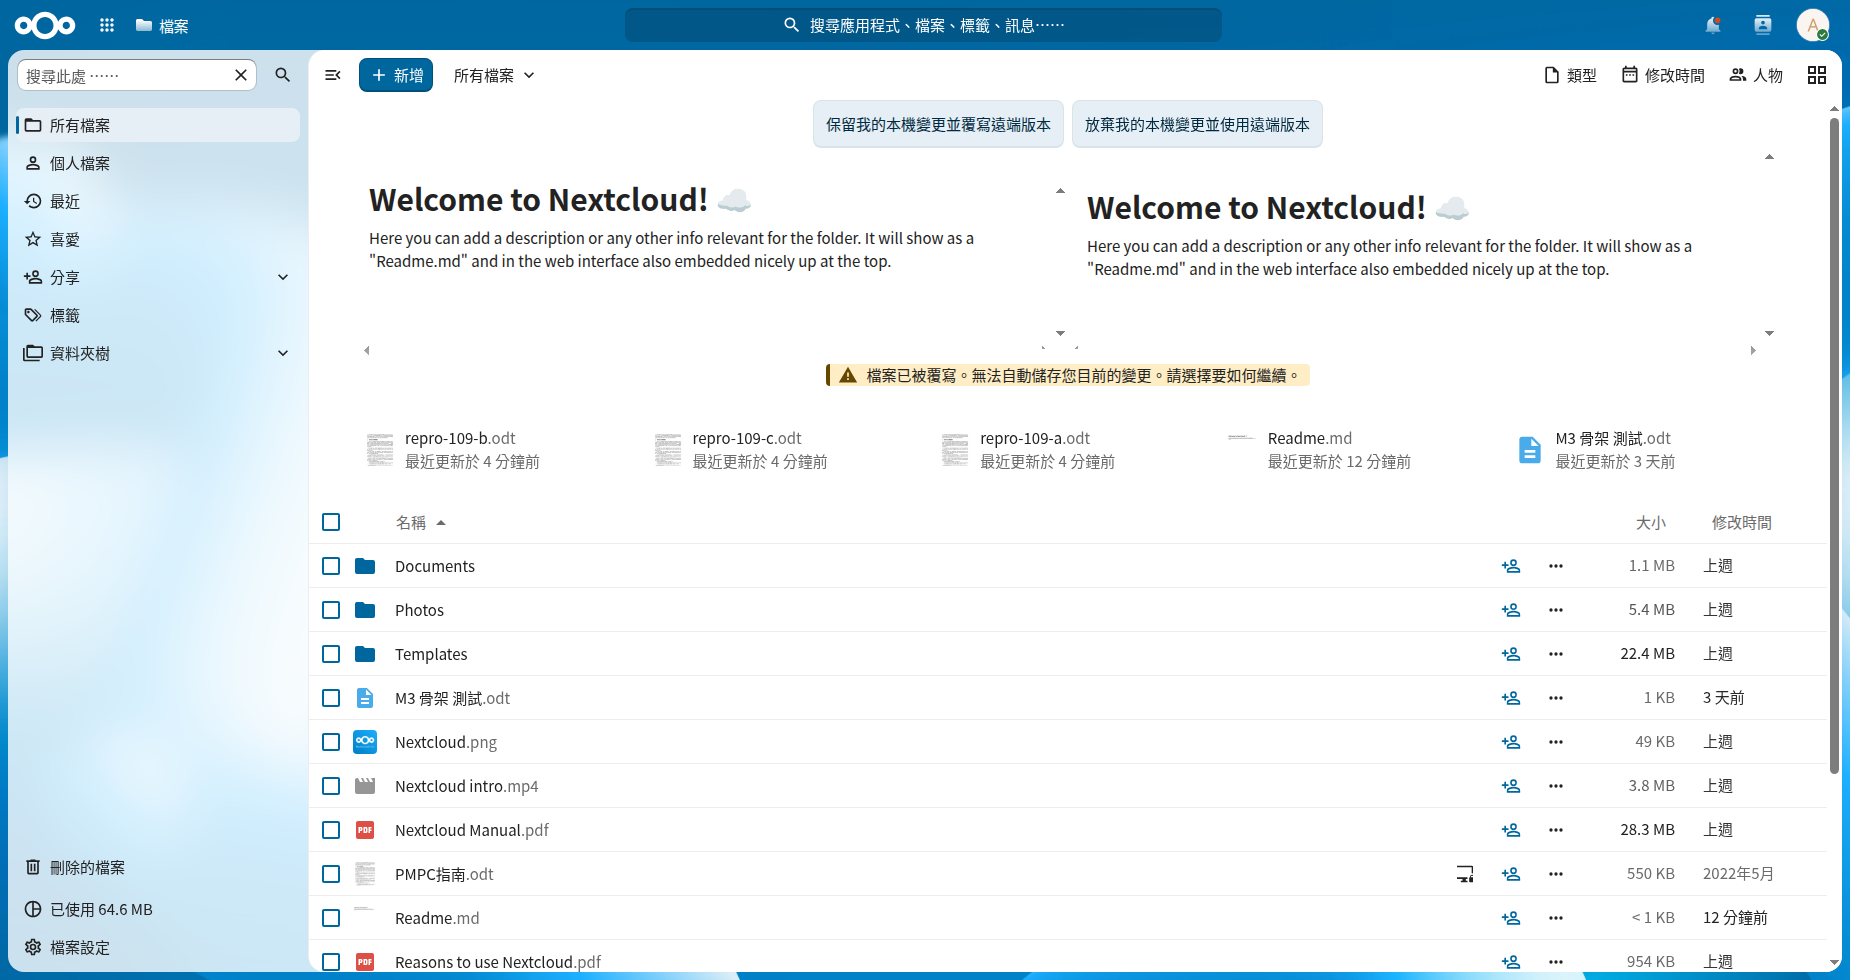 檔案
搜尋應用程式、檔案、標籤、訊息⋯⋯
A
搜尋此處 ⋯⋯
新增
所有檔案
類型
修改時間
人物
所有檔案
個人檔案
最近
喜愛
分享
標籤
資料夾樹
保留我的本機變更並覆寫遠端版本
放棄我的本機變更並使用遠端版本
Welcome to Nextcloud! ☁️
Here you can add a description or any other info relevant for the folder. It will show as a
"Readme.md" and in the web interface also embedded nicely up at the top.
Welcome to Nextcloud! ☁️
Here you can add a description or any other info relevant for the folder. It will show as a
"Readme.md" and in the web interface also embedded nicely up at the top.
檔案已被覆寫。無法自動儲存您目前的變更。請選擇要如何繼續。
repro-109-b.odt
最近更新於 4 分鐘前
repro-109-c.odt
最近更新於 4 分鐘前
repro-109-a.odt
最近更新於 4 分鐘前
Readme.md
最近更新於 12 分鐘前
M3 骨架 測試.odt
最近更新於 3 天前
名稱 大小 修改時間
Documents 1.1 MB 上週
Photos 5.4 MB 上週
Templates 22.4 MB 上週
M3 骨架 測試.odt 1 KB 3 天前
Nextcloud.png 49 KB 上週
Nextcloud intro.mp4 3.8 MB 上週
PDF Nextcloud Manual.pdf 28.3 MB 上週
PMPC指南.odt 550 KB 2022年5月
Readme.md < 1 KB 12 分鐘前
PDF Reasons to use Nextcloud.pdf 954 KB 上週
刪除的檔案
已使用 64.6 MB
檔案設定